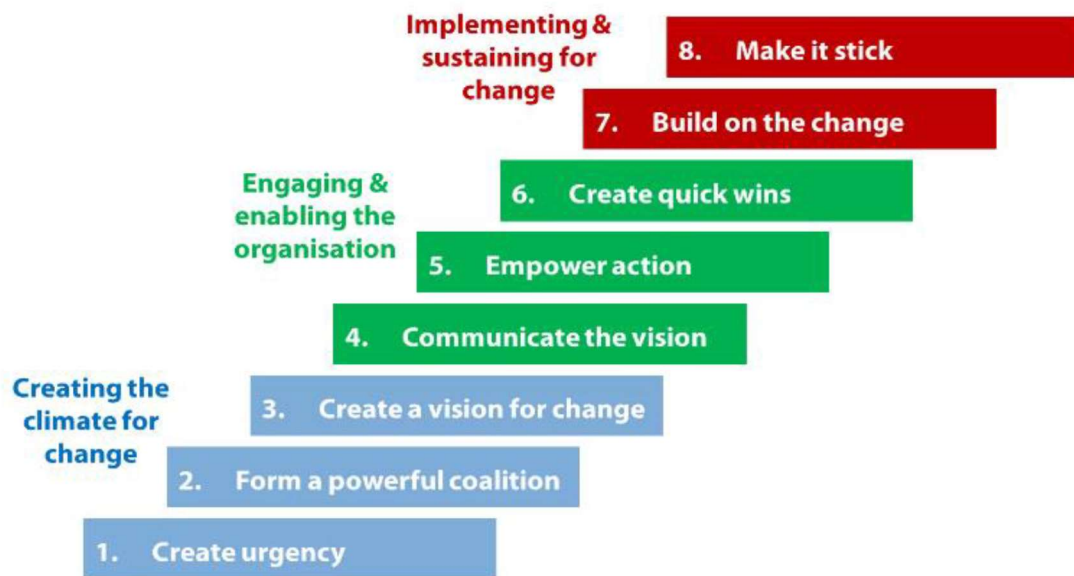 Implementing &
sustaining for
change
8. Make it stick
7. Build on the change
Engaging &
enabling the
organisation
6. Create quick wins
5. Empower action
4. Communicate the vision
Creating the
climate for
change
3. Create a vision for change
2. Form a powerful coalition
1. Create urgency